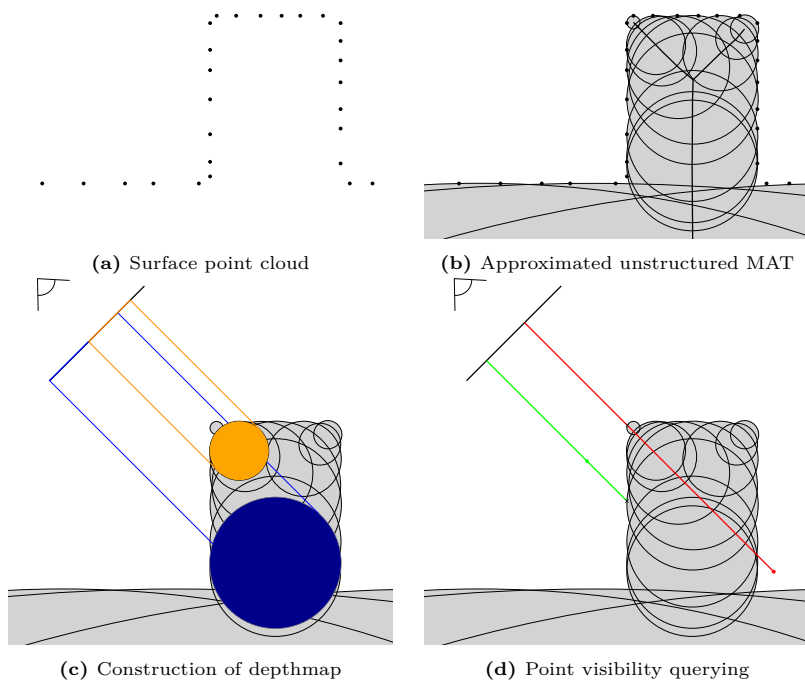 (a) Surface point cloud
(b) Approximated unstructured MAT
(c) Construction of depthmap
(d) Point visibility querying